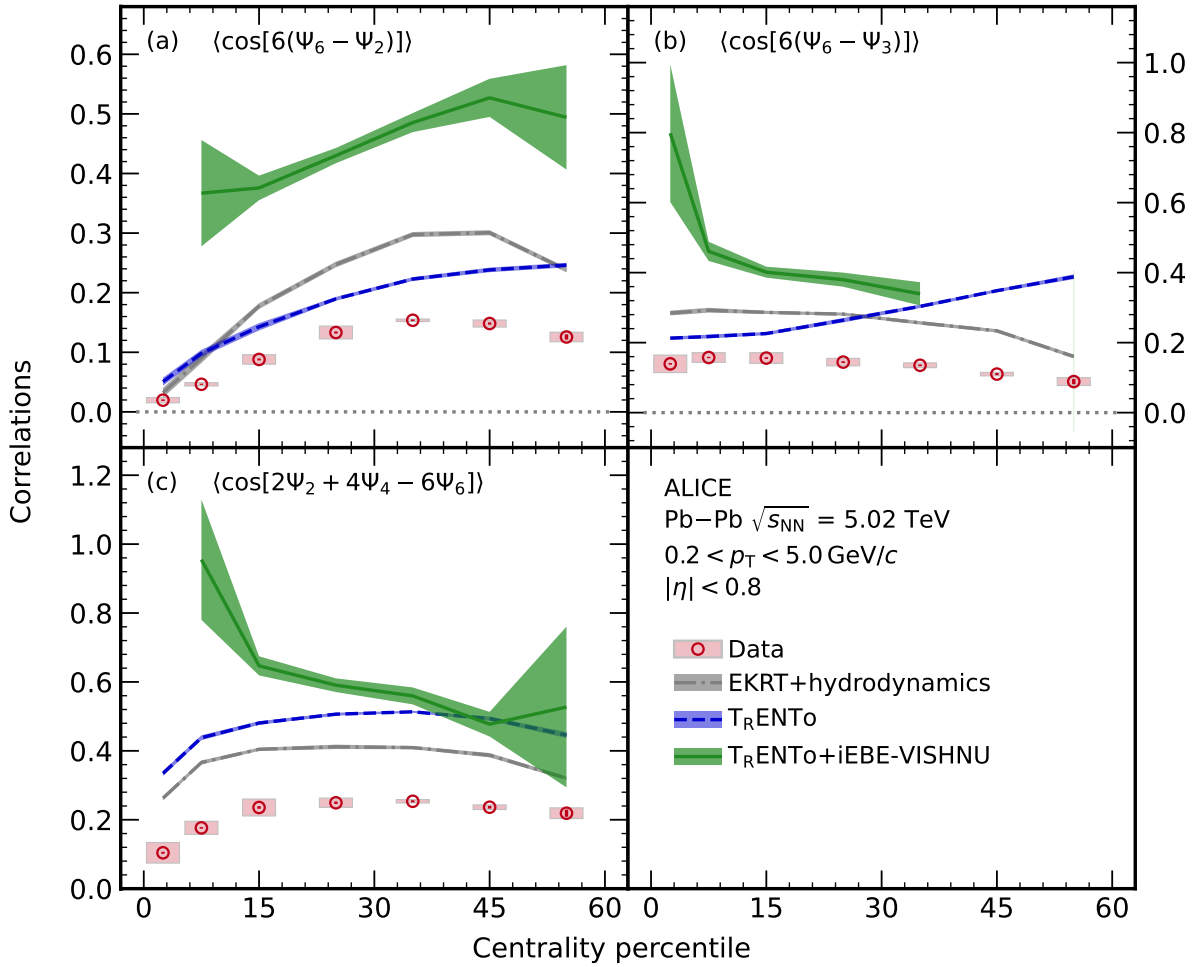 (a) ⟨cos[6(Ψ₆ − Ψ₂)]⟩
(b) ⟨cos[6(Ψ₆ − Ψ₃)]⟩
0.6
0.5
0.4
0.3
0.2
0.1
0.0
1.0
0.8
0.6
0.4
0.2
0.0
Correlations
(c) ⟨cos[2Ψ₂ + 4Ψ₄ − 6Ψ₆]⟩
1.2
1.0
0.8
0.6
0.4
0.2
0.0
ALICE
Pb−Pb √s_NN = 5.02 TeV
0.2 < p_T < 5.0 GeV/c
|η| < 0.8
Data
EKRT+hydrodynamics
T_RENTo
T_RENTo+iEBE-VISHNU
0 15 30 45 60
0 15 30 45 60
Centrality percentile